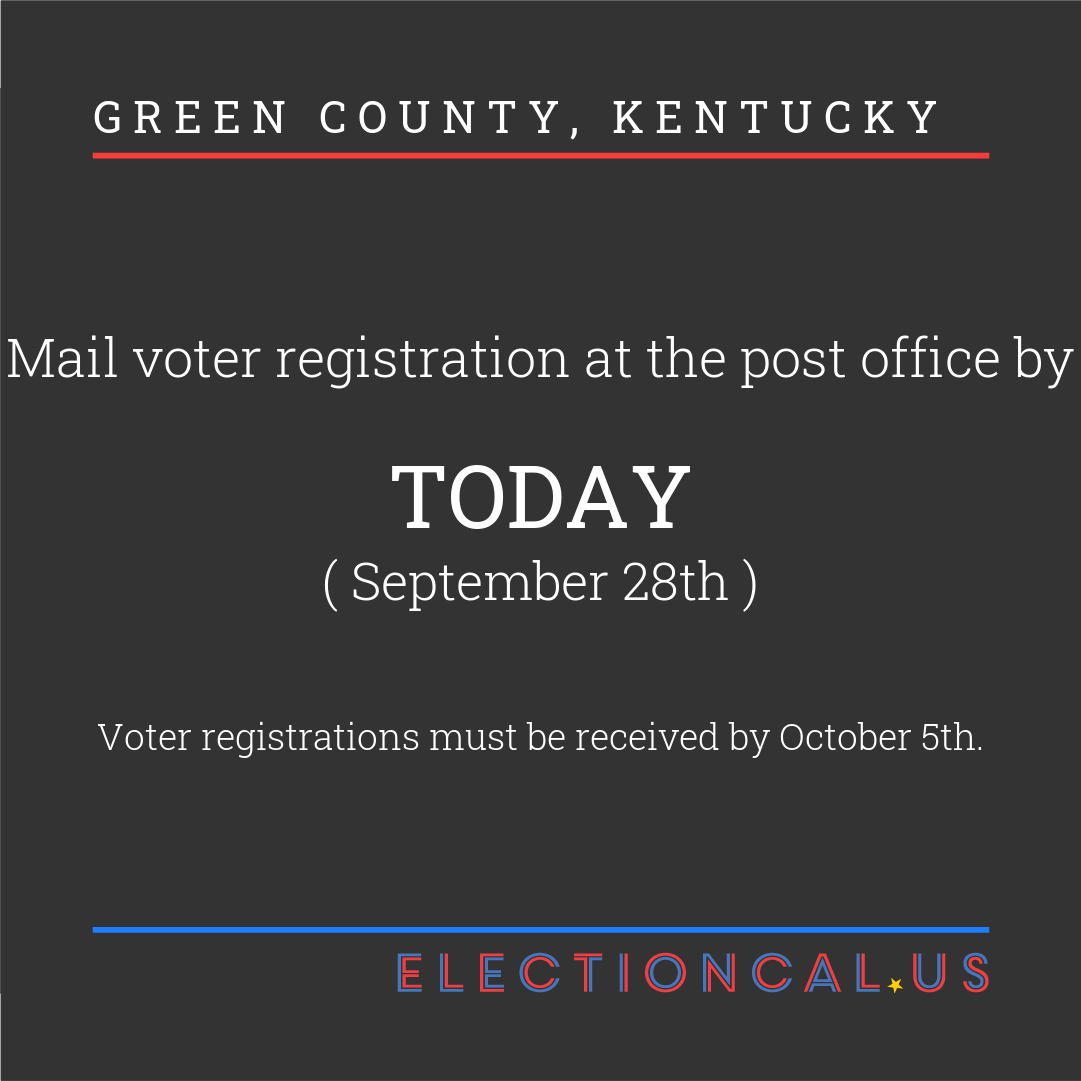 GREEN COUNTY, KENTUCKY
Mail voter registration at the post office by
TODAY
( September 28th )
Voter registrations must be received by October 5th.
ELECTIONCAL.US